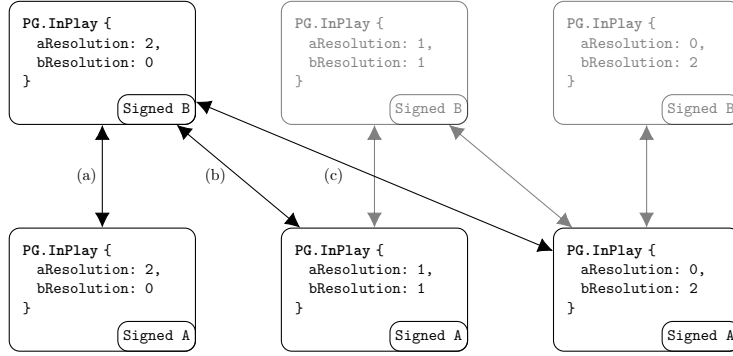 PG.InPlay {
aResolution: 2,
bResolution: 0
}
Signed B
PG.InPlay {
aResolution: 1,
bResolution: 1
}
Signed B
PG.InPlay {
aResolution: 0,
bResolution: 2
}
Signed B
(a)
(b)
(c)
PG.InPlay {
aResolution: 2,
bResolution: 0
}
Signed A
PG.InPlay {
aResolution: 1,
bResolution: 1
}
Signed A
PG.InPlay {
aResolution: 0,
bResolution: 2
}
Signed A